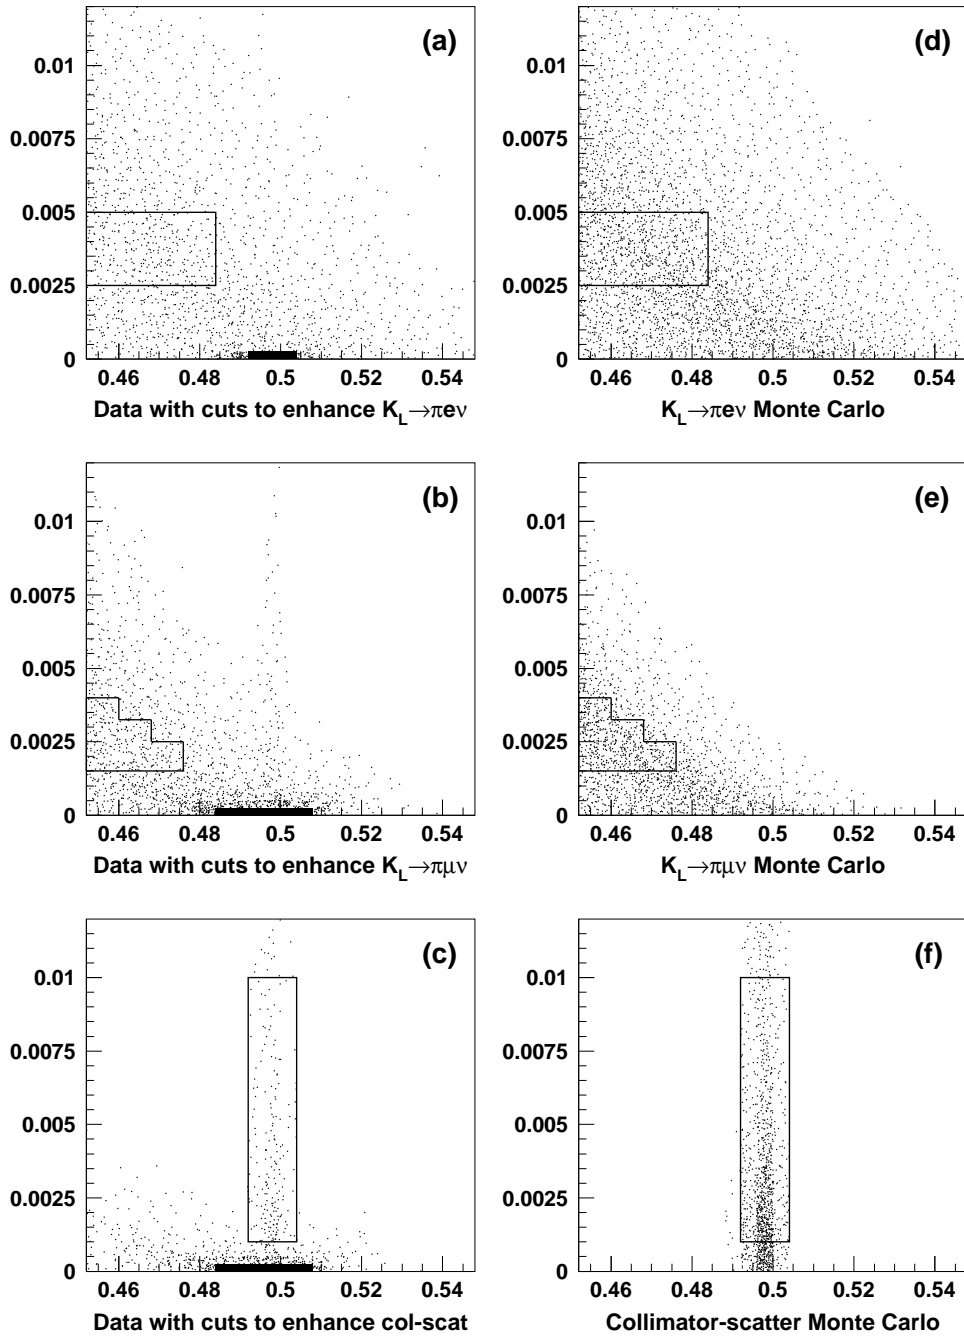 (a)
0.01
0.0075
0.005
0.0025
0
0.46 0.48 0.5 0.52 0.54
Data with cuts to enhance K_L→πeν
(d)
0.01
0.0075
0.005
0.0025
0
0.46 0.48 0.5 0.52 0.54
K_L→πeν Monte Carlo
(b)
0.01
0.0075
0.005
0.0025
0
0.46 0.48 0.5 0.52 0.54
Data with cuts to enhance K_L→πμν
(e)
0.01
0.0075
0.005
0.0025
0
0.46 0.48 0.5 0.52 0.54
K_L→πμν Monte Carlo
(c)
0.01
0.0075
0.005
0.0025
0
0.46 0.48 0.5 0.52 0.54
Data with cuts to enhance col-scat
(f)
0.01
0.0075
0.005
0.0025
0
0.46 0.48 0.5 0.52 0.54
Collimator-scatter Monte Carlo